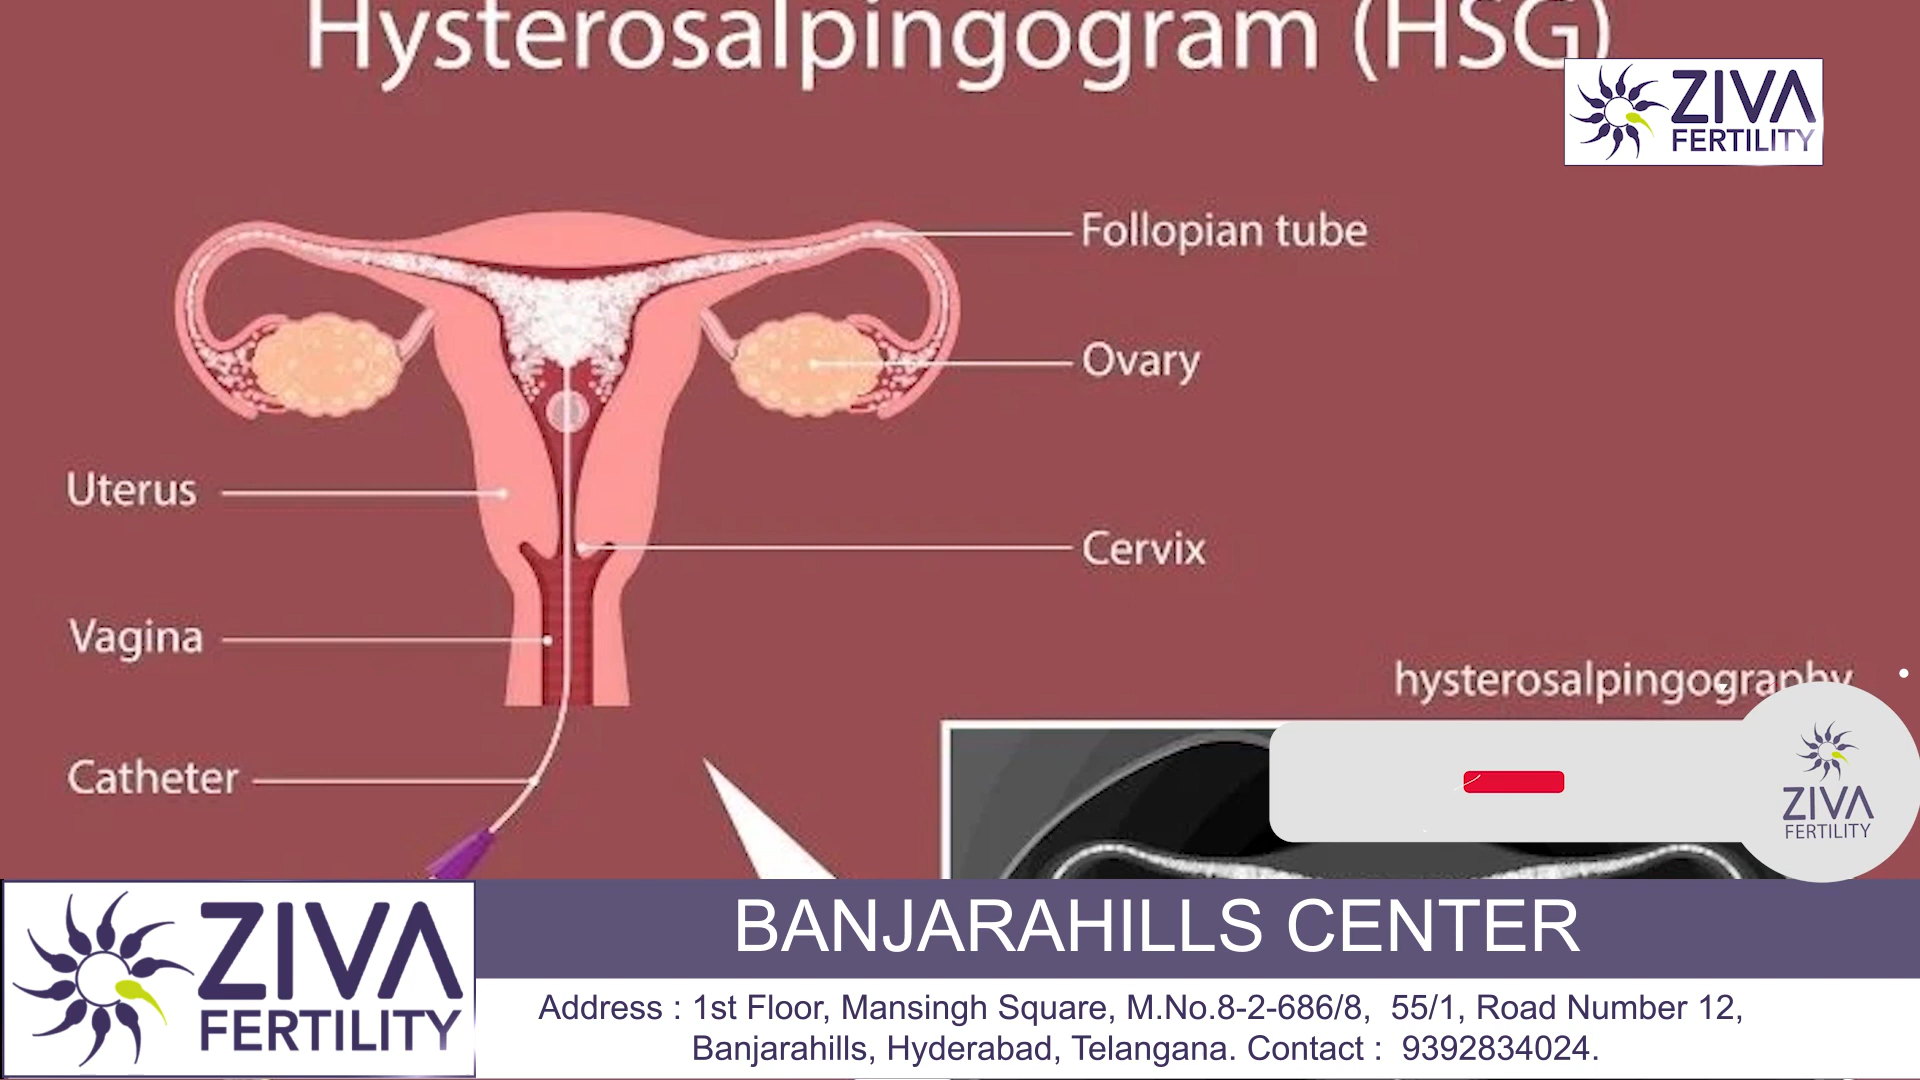 Hysterosalpingogram (HSG)
ZIVA
FERTILITY
Follopian tube
Ovary
Uterus
Cervix
Vagina
hysterosalpingography
Catheter
ZIVA
FERTILITY
ZIVA
FERTILITY
BANJARAHILLS CENTER
Address : 1st Floor, Mansingh Square, M.No.8-2-686/8, 55/1, Road Number 12,
Banjarahills, Hyderabad, Telangana. Contact : 9392834024.